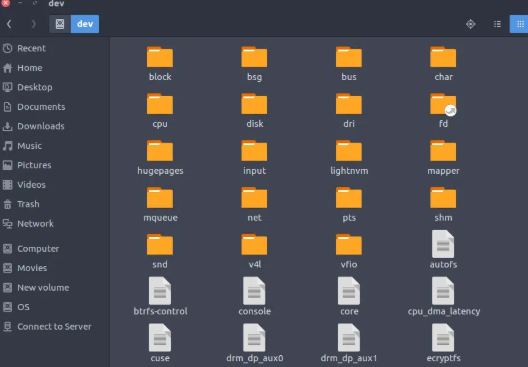 dev
dev
Recent
Home
Desktop
Documents
Downloads
Music
Pictures
Videos
Trash
Network
Computer
Movies
New volume
OS
Connect to Server
block bsg bus char
cpu disk dri fd
hugepages input lightnvm mapper
mqueue net pts shm
snd v4l vfio autofs
btrfs-control console core cpu_dma_latency
cuse drm_dp_aux0 drm_dp_aux1 ecryptfs